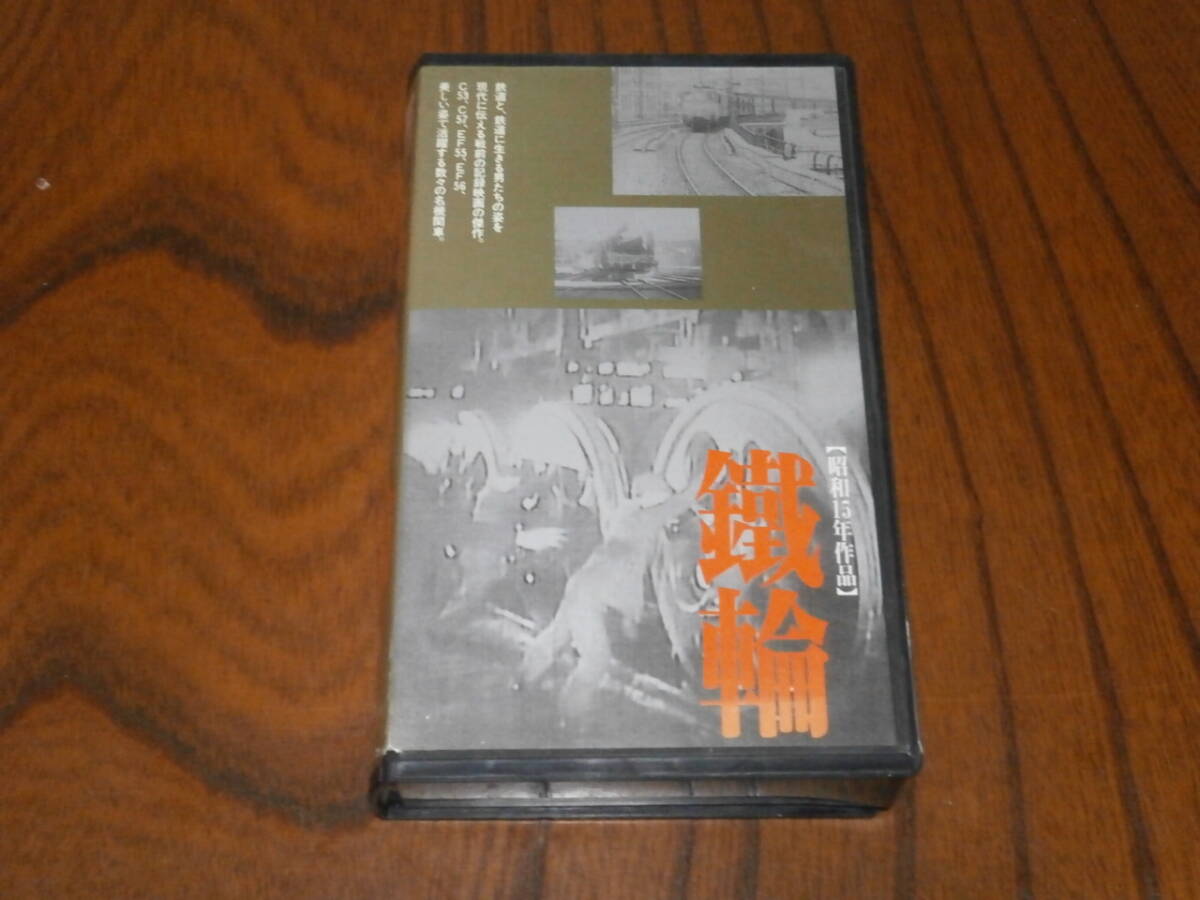 鉄道と、鉄道に生きる男たちの姿を
現代に伝える戦前の記録映画の傑作。
C53、C57、EF55、EF56、
美しい姿で活躍する数々の名機関車。
【昭和15年作品】
鐵輪